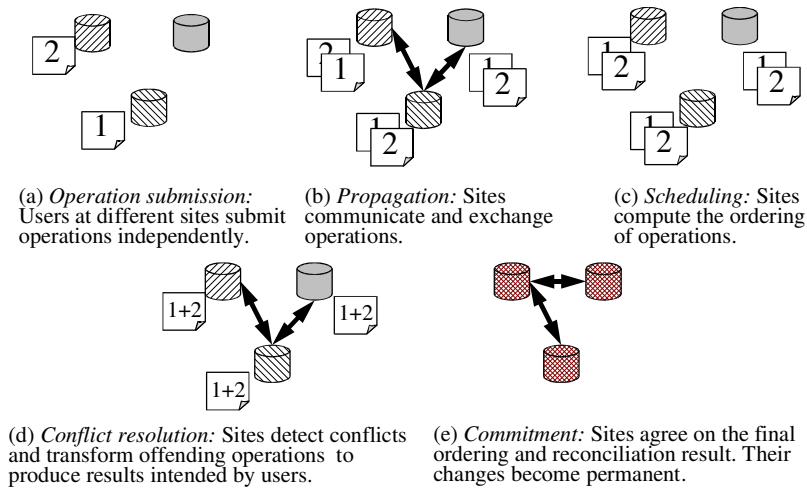 2
1
2
1
1
2
1
2
1
2
1
2
1
2
(a) Operation submission:
Users at different sites submit
operations independently.
(b) Propagation: Sites
communicate and exchange
operations.
(c) Scheduling: Sites
compute the ordering
of operations.
1+2
1+2
1+2
(d) Conflict resolution: Sites detect conflicts
and transform offending operations to
produce results intended by users.
(e) Commitment: Sites agree on the final
ordering and reconciliation result. Their
changes become permanent.